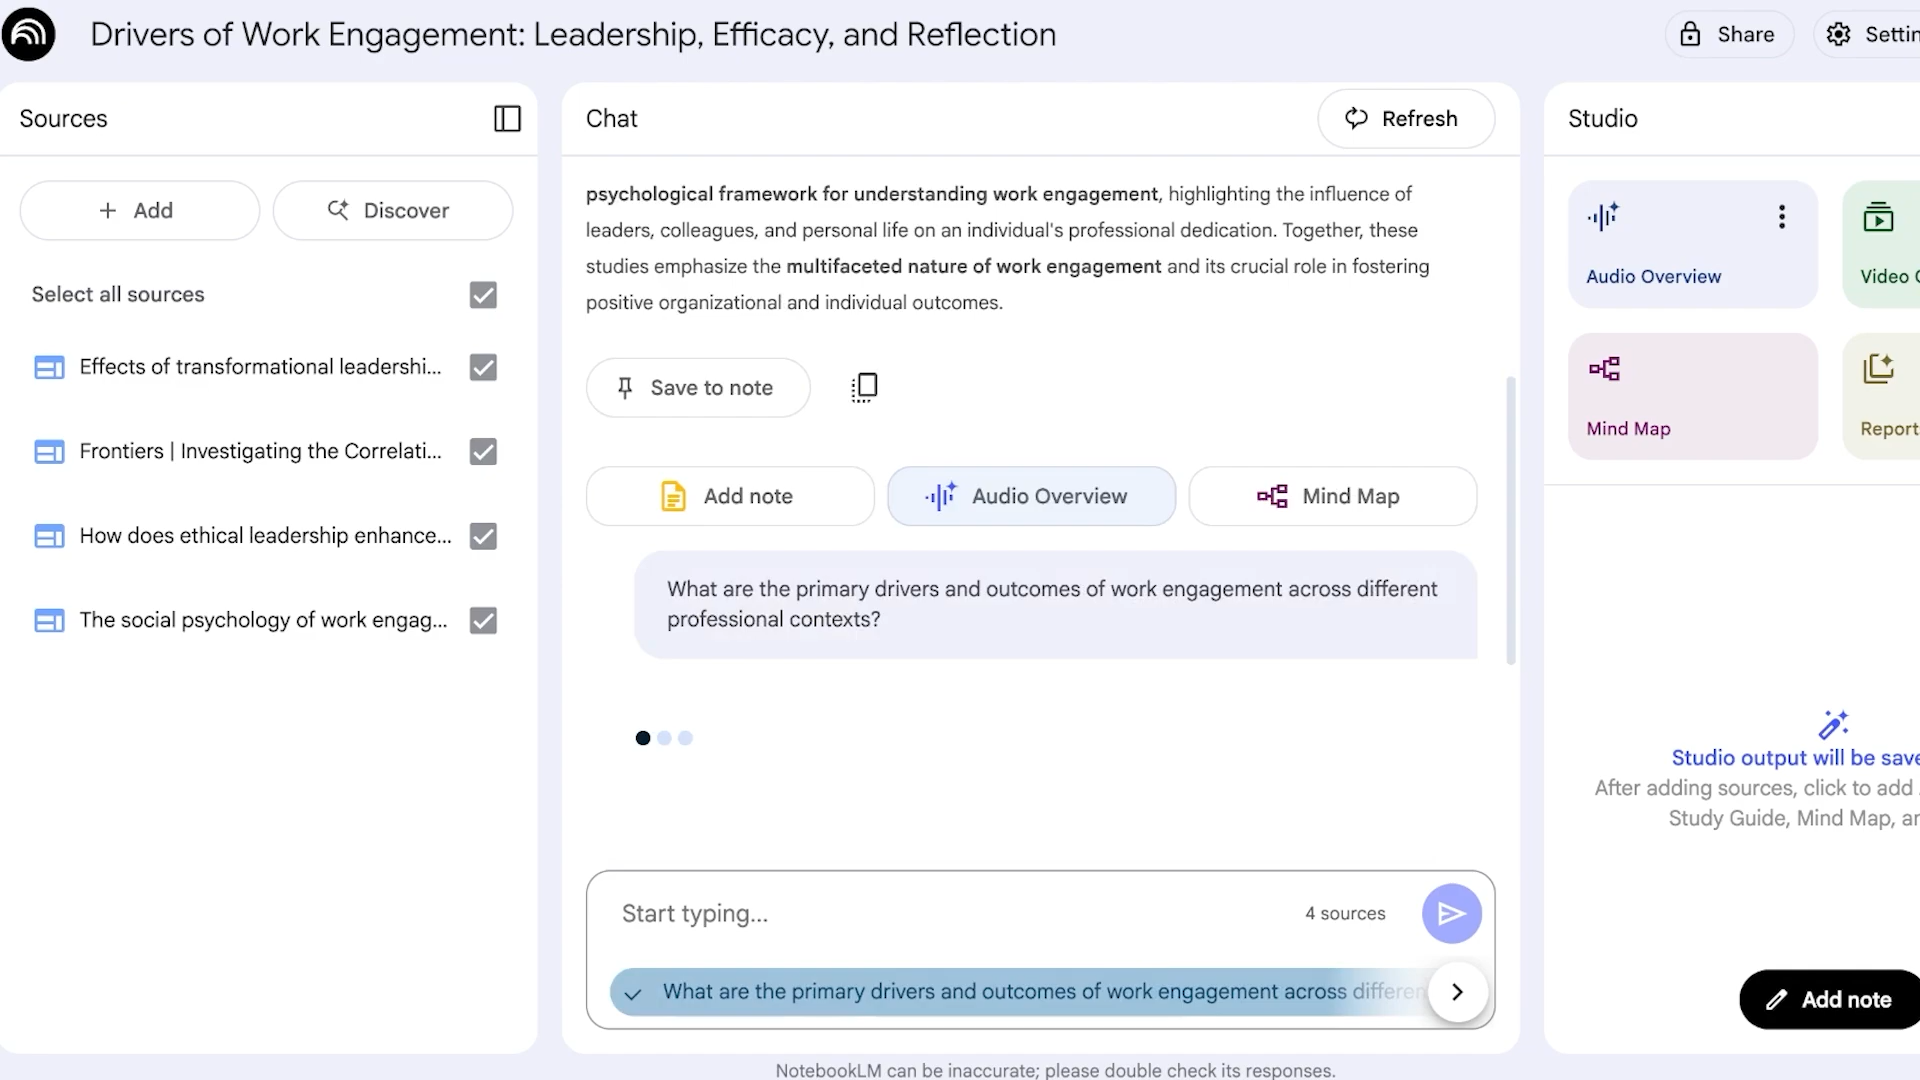 Drivers of Work Engagement: Leadership, Efficacy, and Reflection
Share
Settin
Sources
Add
Discover
Select all sources
Effects of transformational leadershi...
Frontiers | Investigating the Correlati...
How does ethical leadership enhance...
The social psychology of work engag...
Chat
Refresh
psychological framework for understanding work engagement, highlighting the influence of
leaders, colleagues, and personal life on an individual's professional dedication. Together, these
studies emphasize the multifaceted nature of work engagement and its crucial role in fostering
positive organizational and individual outcomes.
Save to note
Add note
Audio Overview
Mind Map
What are the primary drivers and outcomes of work engagement across different
professional contexts?
Start typing...
4 sources
What are the primary drivers and outcomes of work engagement across differen
NotebookLM can be inaccurate; please double check its responses.
Studio
Audio Overview
Video
Mind Map
Report
Studio output will be save
After adding sources, click to add
Study Guide, Mind Map, an
Add note